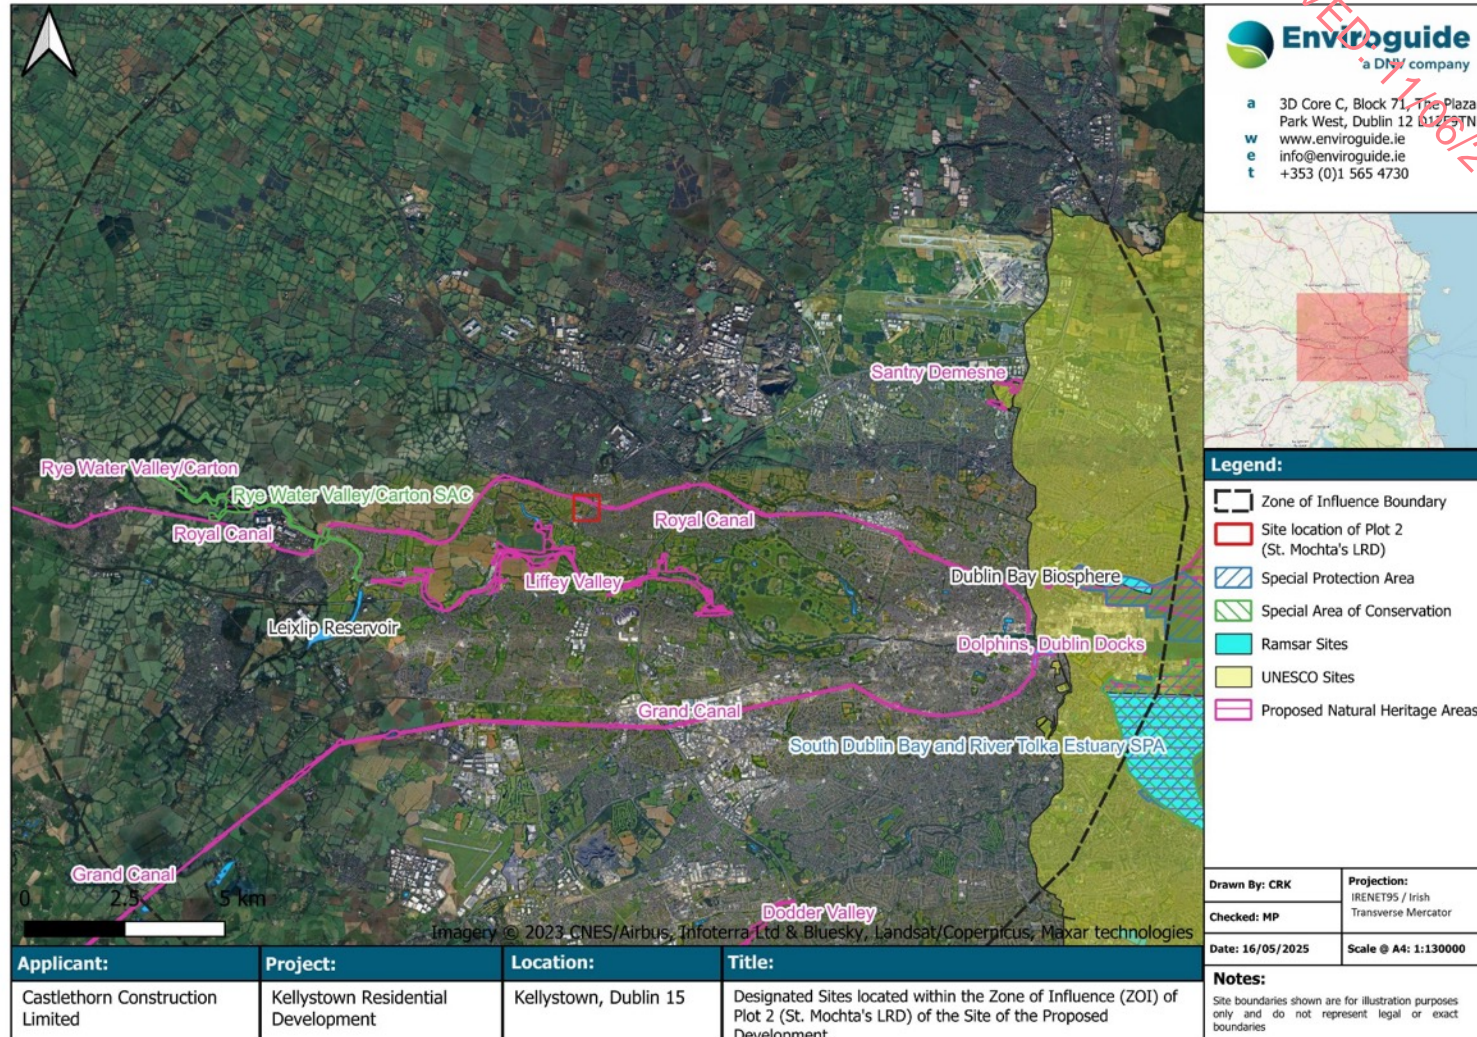 Enviroguide
a DNV company
a 3D Core C, Block 71, The Plaza
Park West, Dublin 12
w www.enviroguide.ie
e info@enviroguide.ie
t +353 (0)1 565 4730
11/06/2
Santry Demesne
Rye Water Valley/Carton
Rye Water Valley/Carton SAC
Royal Canal
Royal Canal
Liffey Valley
Dublin Bay Biosphere
Leixlip Reservoir
Dolphins, Dublin Docks
Grand Canal
South Dublin Bay and River Tolka Estuary SPA
Grand Canal
0 2.5 5 km
Dodder Valley
Imagery © 2023 CNES/Airbus, Infoterra Ltd & Bluesky, Landsat/Copernicus, Maxar technologies
Legend:
Zone of Influence Boundary
Site location of Plot 2
(St. Mochta's LRD)
Special Protection Area
Special Area of Conservation
Ramsar Sites
UNESCO Sites
Proposed Natural Heritage Areas
Drawn By: CRK
Checked: MP
Projection:
IRENET95 / Irish
Transverse Mercator
Date: 16/05/2025
Scale @ A4: 1:130000
Notes:
Site boundaries shown are for illustration purposes
only and do not represent legal or exact
boundaries
Applicant:
Castlethorn Construction
Limited
Project:
Kellystown Residential
Development
Location:
Kellystown, Dublin 15
Title:
Designated Sites located within the Zone of Influence (ZOI) of
Plot 2 (St. Mochta's LRD) of the Site of the Proposed
Development